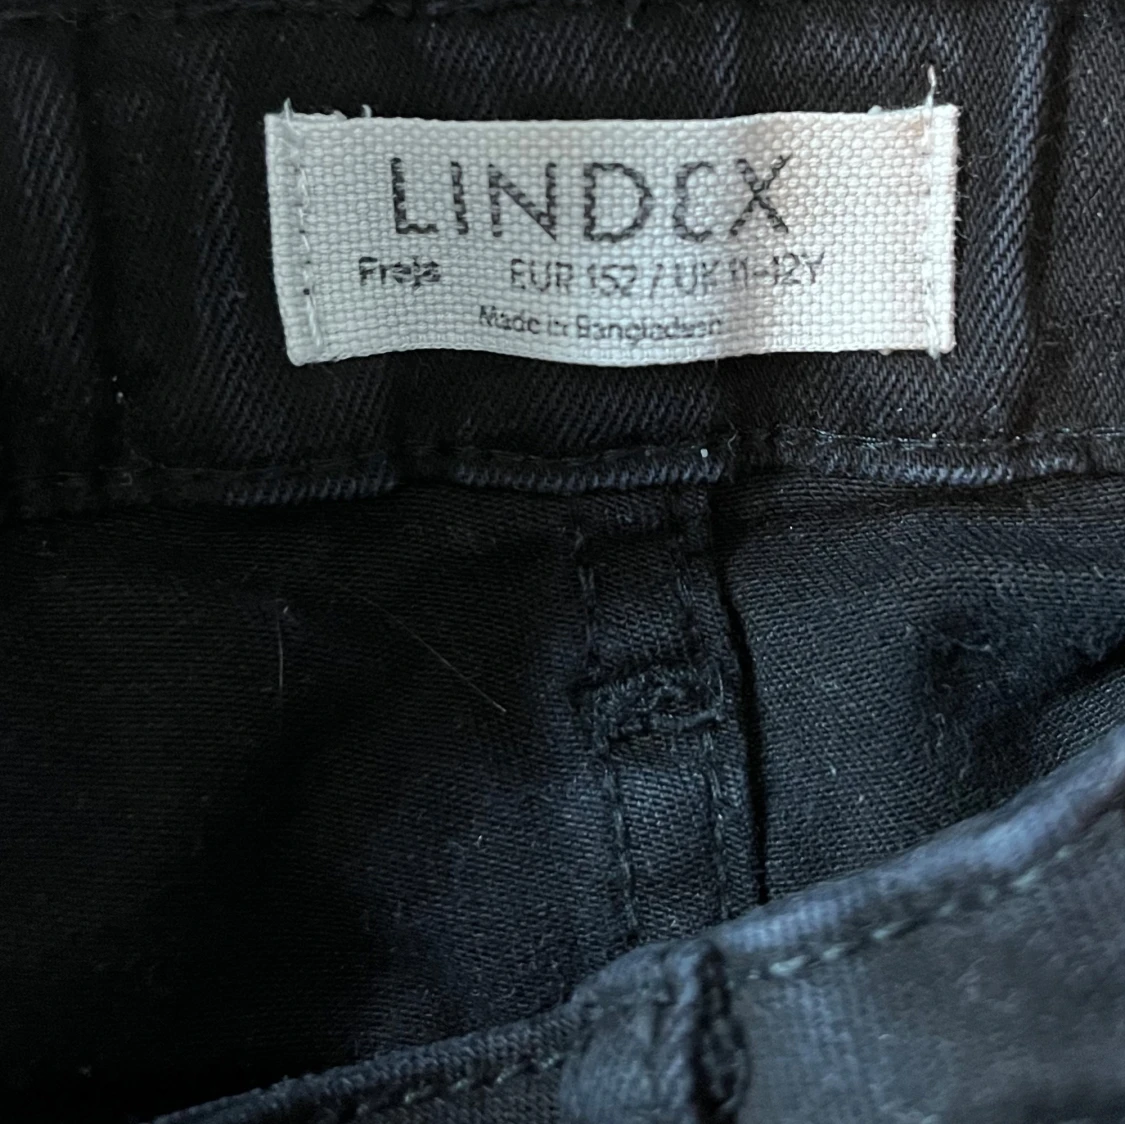 LINDEX
Freja EUR 152 / UK 11-12Y
Made in Bangladesh